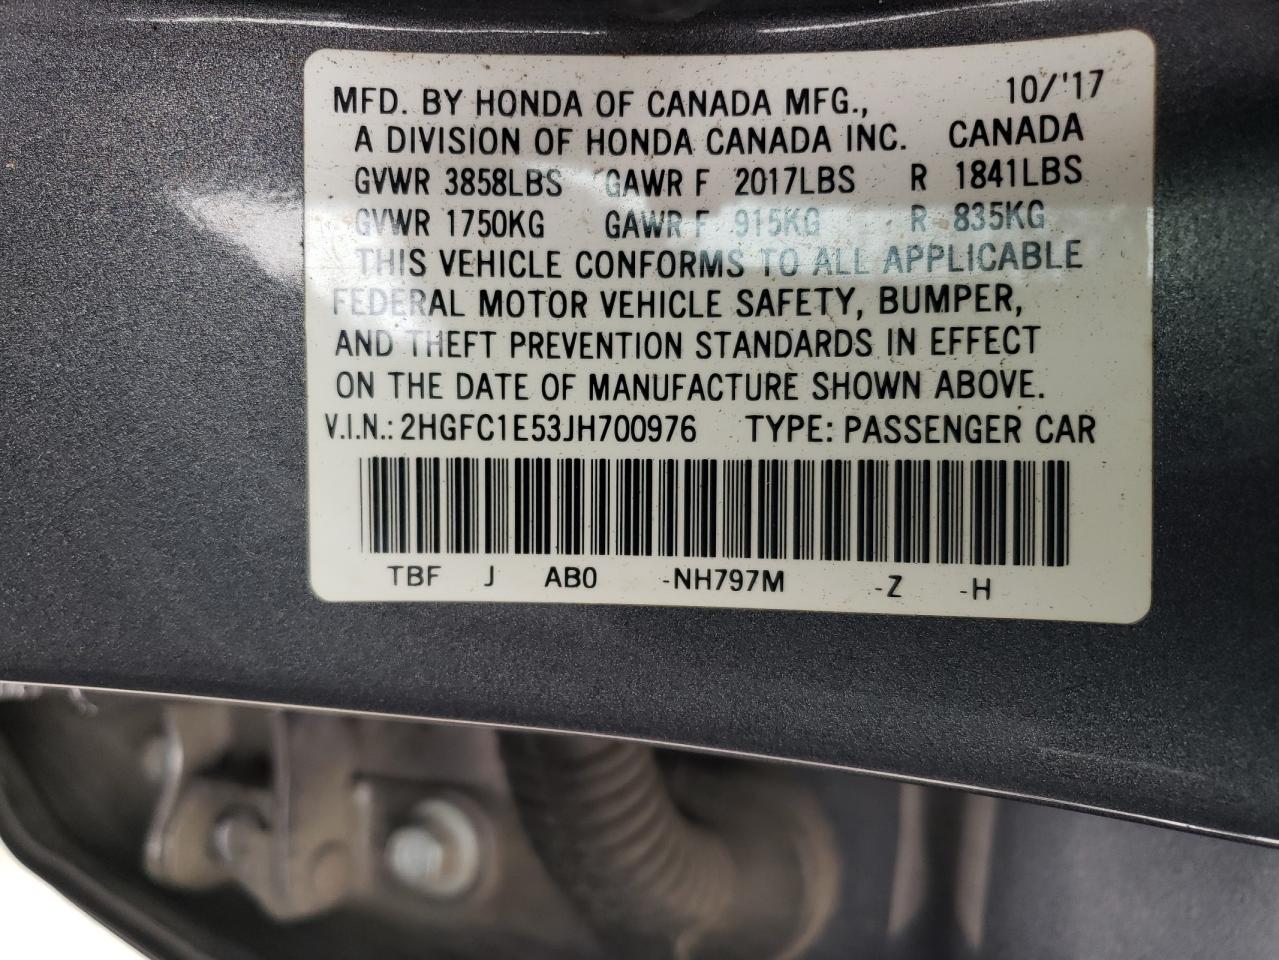 10/'17
MFD. BY HONDA OF CANADA MFG.,
A DIVISION OF HONDA CANADA INC. CANADA
GVWR 3858LBS GAWR F 2017LBS R 1841LBS
GVWR 1750KG GAWR F 915KG R 835KG
THIS VEHICLE CONFORMS TO ALL APPLICABLE
FEDERAL MOTOR VEHICLE SAFETY, BUMPER,
AND THEFT PREVENTION STANDARDS IN EFFECT
ON THE DATE OF MANUFACTURE SHOWN ABOVE.
V.I.N.: 2HGFC1E53JH700976 TYPE: PASSENGER CAR
TBF J AB0 -NH797M -Z -H